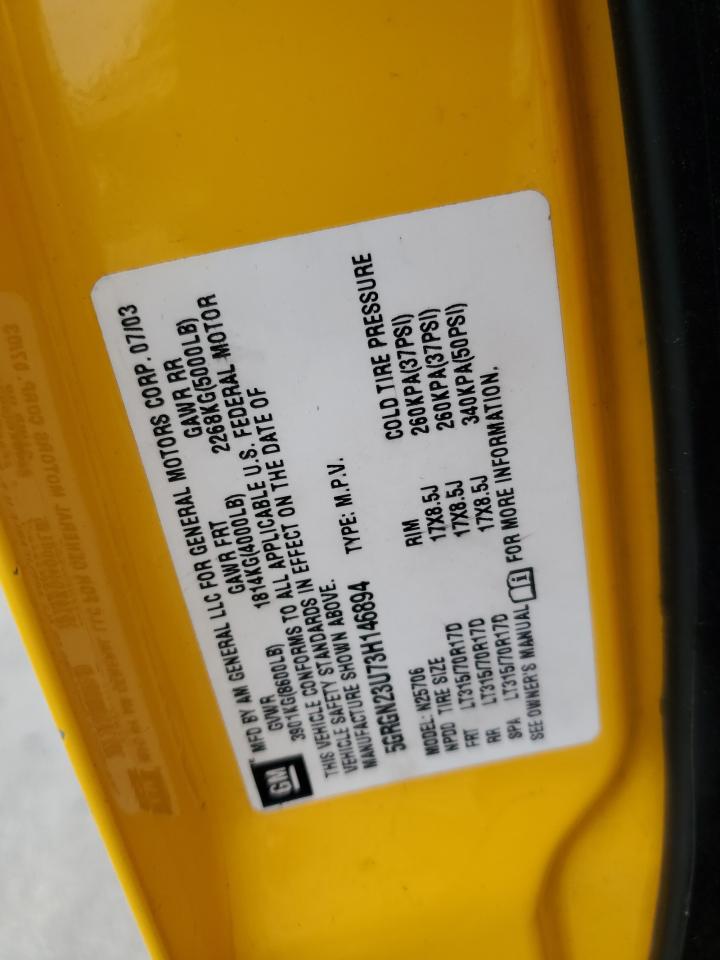 GM
MFD BY AM GENERAL LLC FOR GENERAL MOTORS CORP. 07/03
GVWR GAWR FRT GAWR RR
3901KG(8600LB) 1814KG(4000LB) 2268KG(5000LB)
THIS VEHICLE CONFORMS TO ALL APPLICABLE U.S. FEDERAL MOTOR
VEHICLE SAFETY STANDARDS IN EFFECT ON THE DATE OF
MANUFACTURE SHOWN ABOVE.
5GRGN23UT3H146894 TYPE: M.P.V.
MODEL: N25706
NPDD TIRE SIZE RIM COLD TIRE PRESSURE
FRT LT315/70R17D 17X8.5J 260KPA(37PSI)
RR LT315/70R17D 17X8.5J 260KPA(37PSI)
SPA LT315/70R17D 17X8.5J 340KPA(50PSI)
SEE OWNER'S MANUAL FOR MORE INFORMATION.